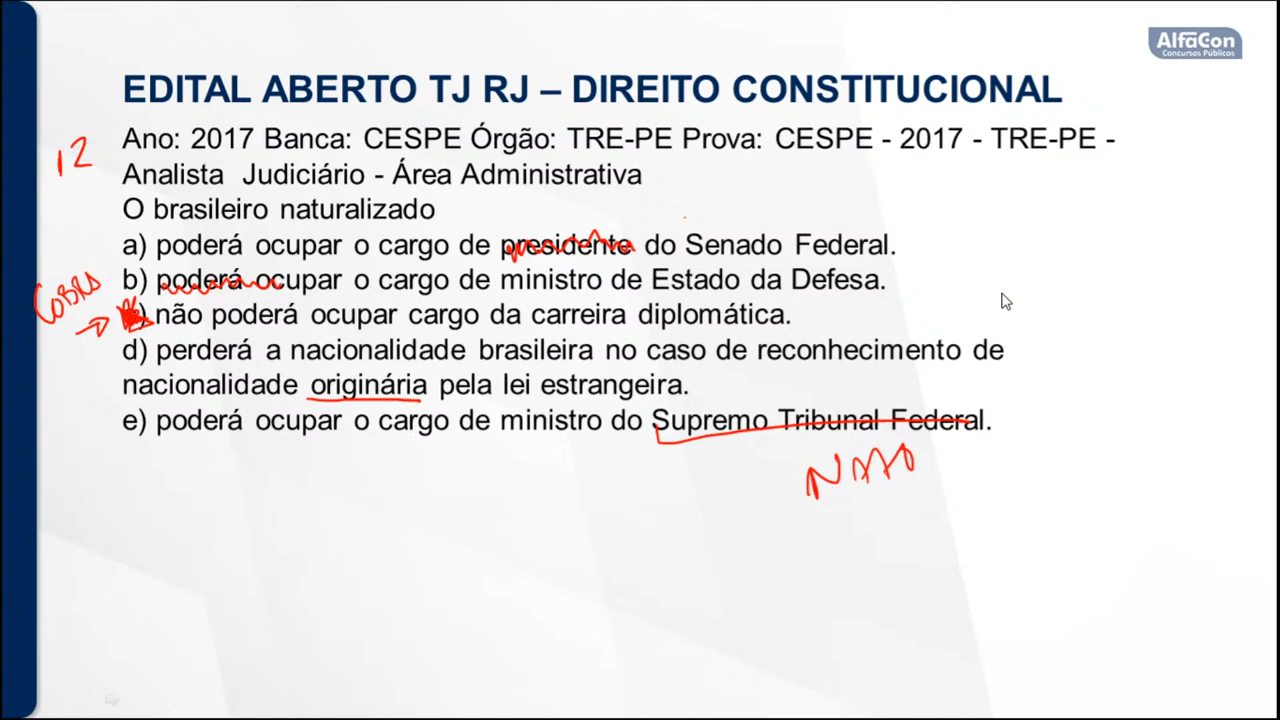 AlfaCon
Concursos Públicos
EDITAL ABERTO TJ RJ – DIREITO CONSTITUCIONAL
12
Ano: 2017 Banca: CESPE Órgão: TRE-PE Prova: CESPE - 2017 - TRE-PE -
Analista Judiciário - Área Administrativa
O brasileiro naturalizado
a) poderá ocupar o cargo de presidente do Senado Federal.
b) poderá ocupar o cargo de ministro de Estado da Defesa.
não poderá ocupar cargo da carreira diplomática.
d) perderá a nacionalidade brasileira no caso de reconhecimento de
nacionalidade originária pela lei estrangeira.
e) poderá ocupar o cargo de ministro do Supremo Tribunal Federal.